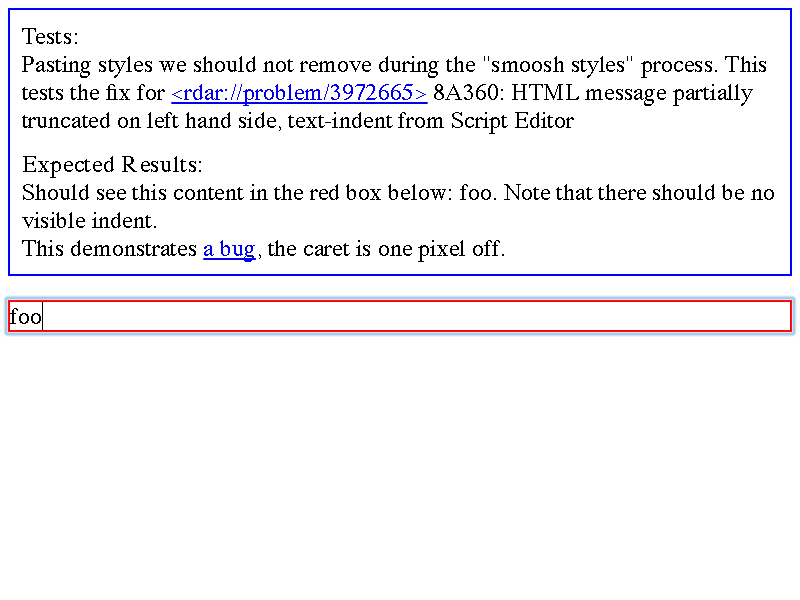 Tests:
Pasting styles we should not remove during the "smoosh styles" process. This
tests the fix for <rdar://problem/3972665> 8A360: HTML message partially
truncated on left hand side, text-indent from Script Editor
Expected Results:
Should see this content in the red box below: foo. Note that there should be no
visible indent.
This demonstrates a bug, the caret is one pixel off.
foo